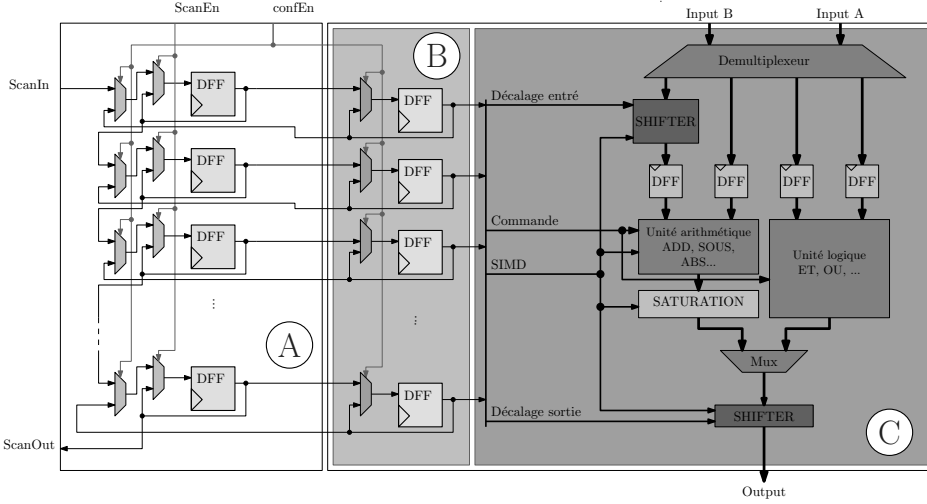 ScanEn confEn
Input B Input A
Demultiplexeur
ScanIn
DFF DFF
Décalage entré
SHIFTER
DFF DFF
DFF DFF DFF DFF
Commande
Unité arithmétique
ADD, SOUS,
ABS...
Unité logique
ET, OU, ...
DFF DFF
SIMD
SATURATION
A
B
Mux
DFF DFF
Décalage sortie
SHIFTER
C
ScanOut
Output